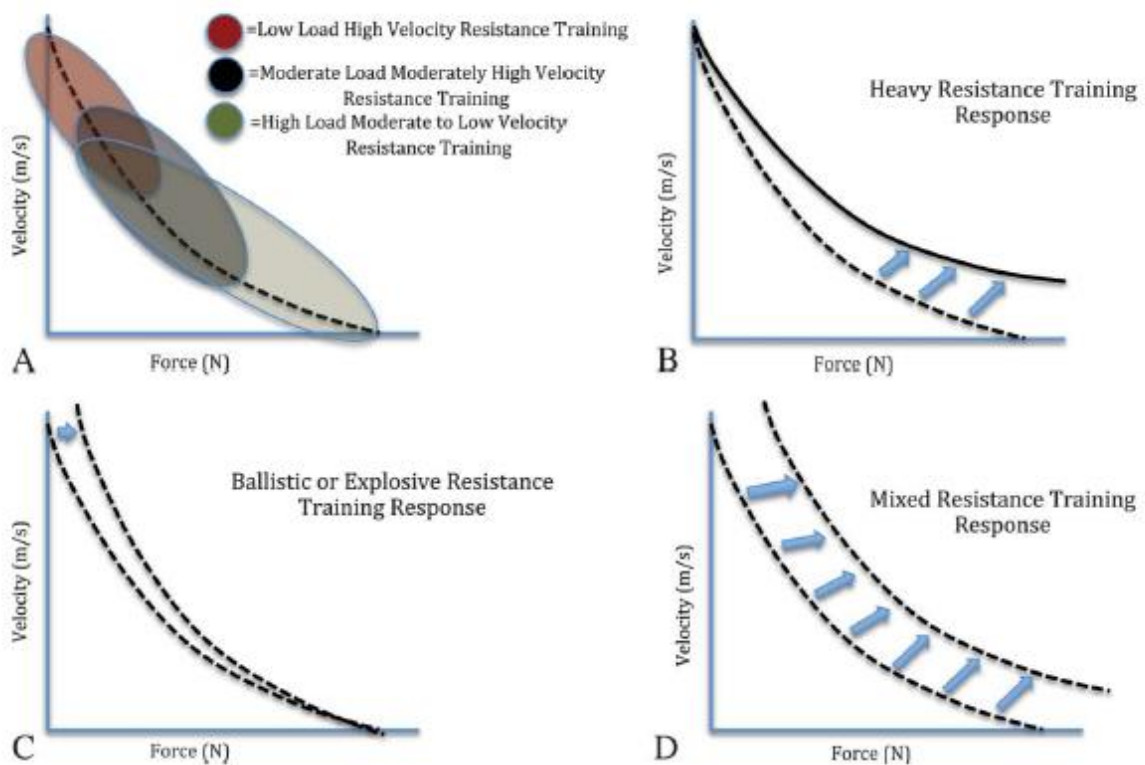 =Low Load High Velocity Resistance Training
=Moderate Load Moderately High Velocity
Resistance Training
=High Load Moderate to Low Velocity
Resistance Training
Velocity (m/s)
Force (N)
A
Heavy Resistance Training
Response
Velocity (m/s)
Force (N)
B
Ballistic or Explosive Resistance
Training Response
Velocity (m/s)
Force (N)
C
Mixed Resistance Training
Response
Velocity (m/s)
Force (N)
D